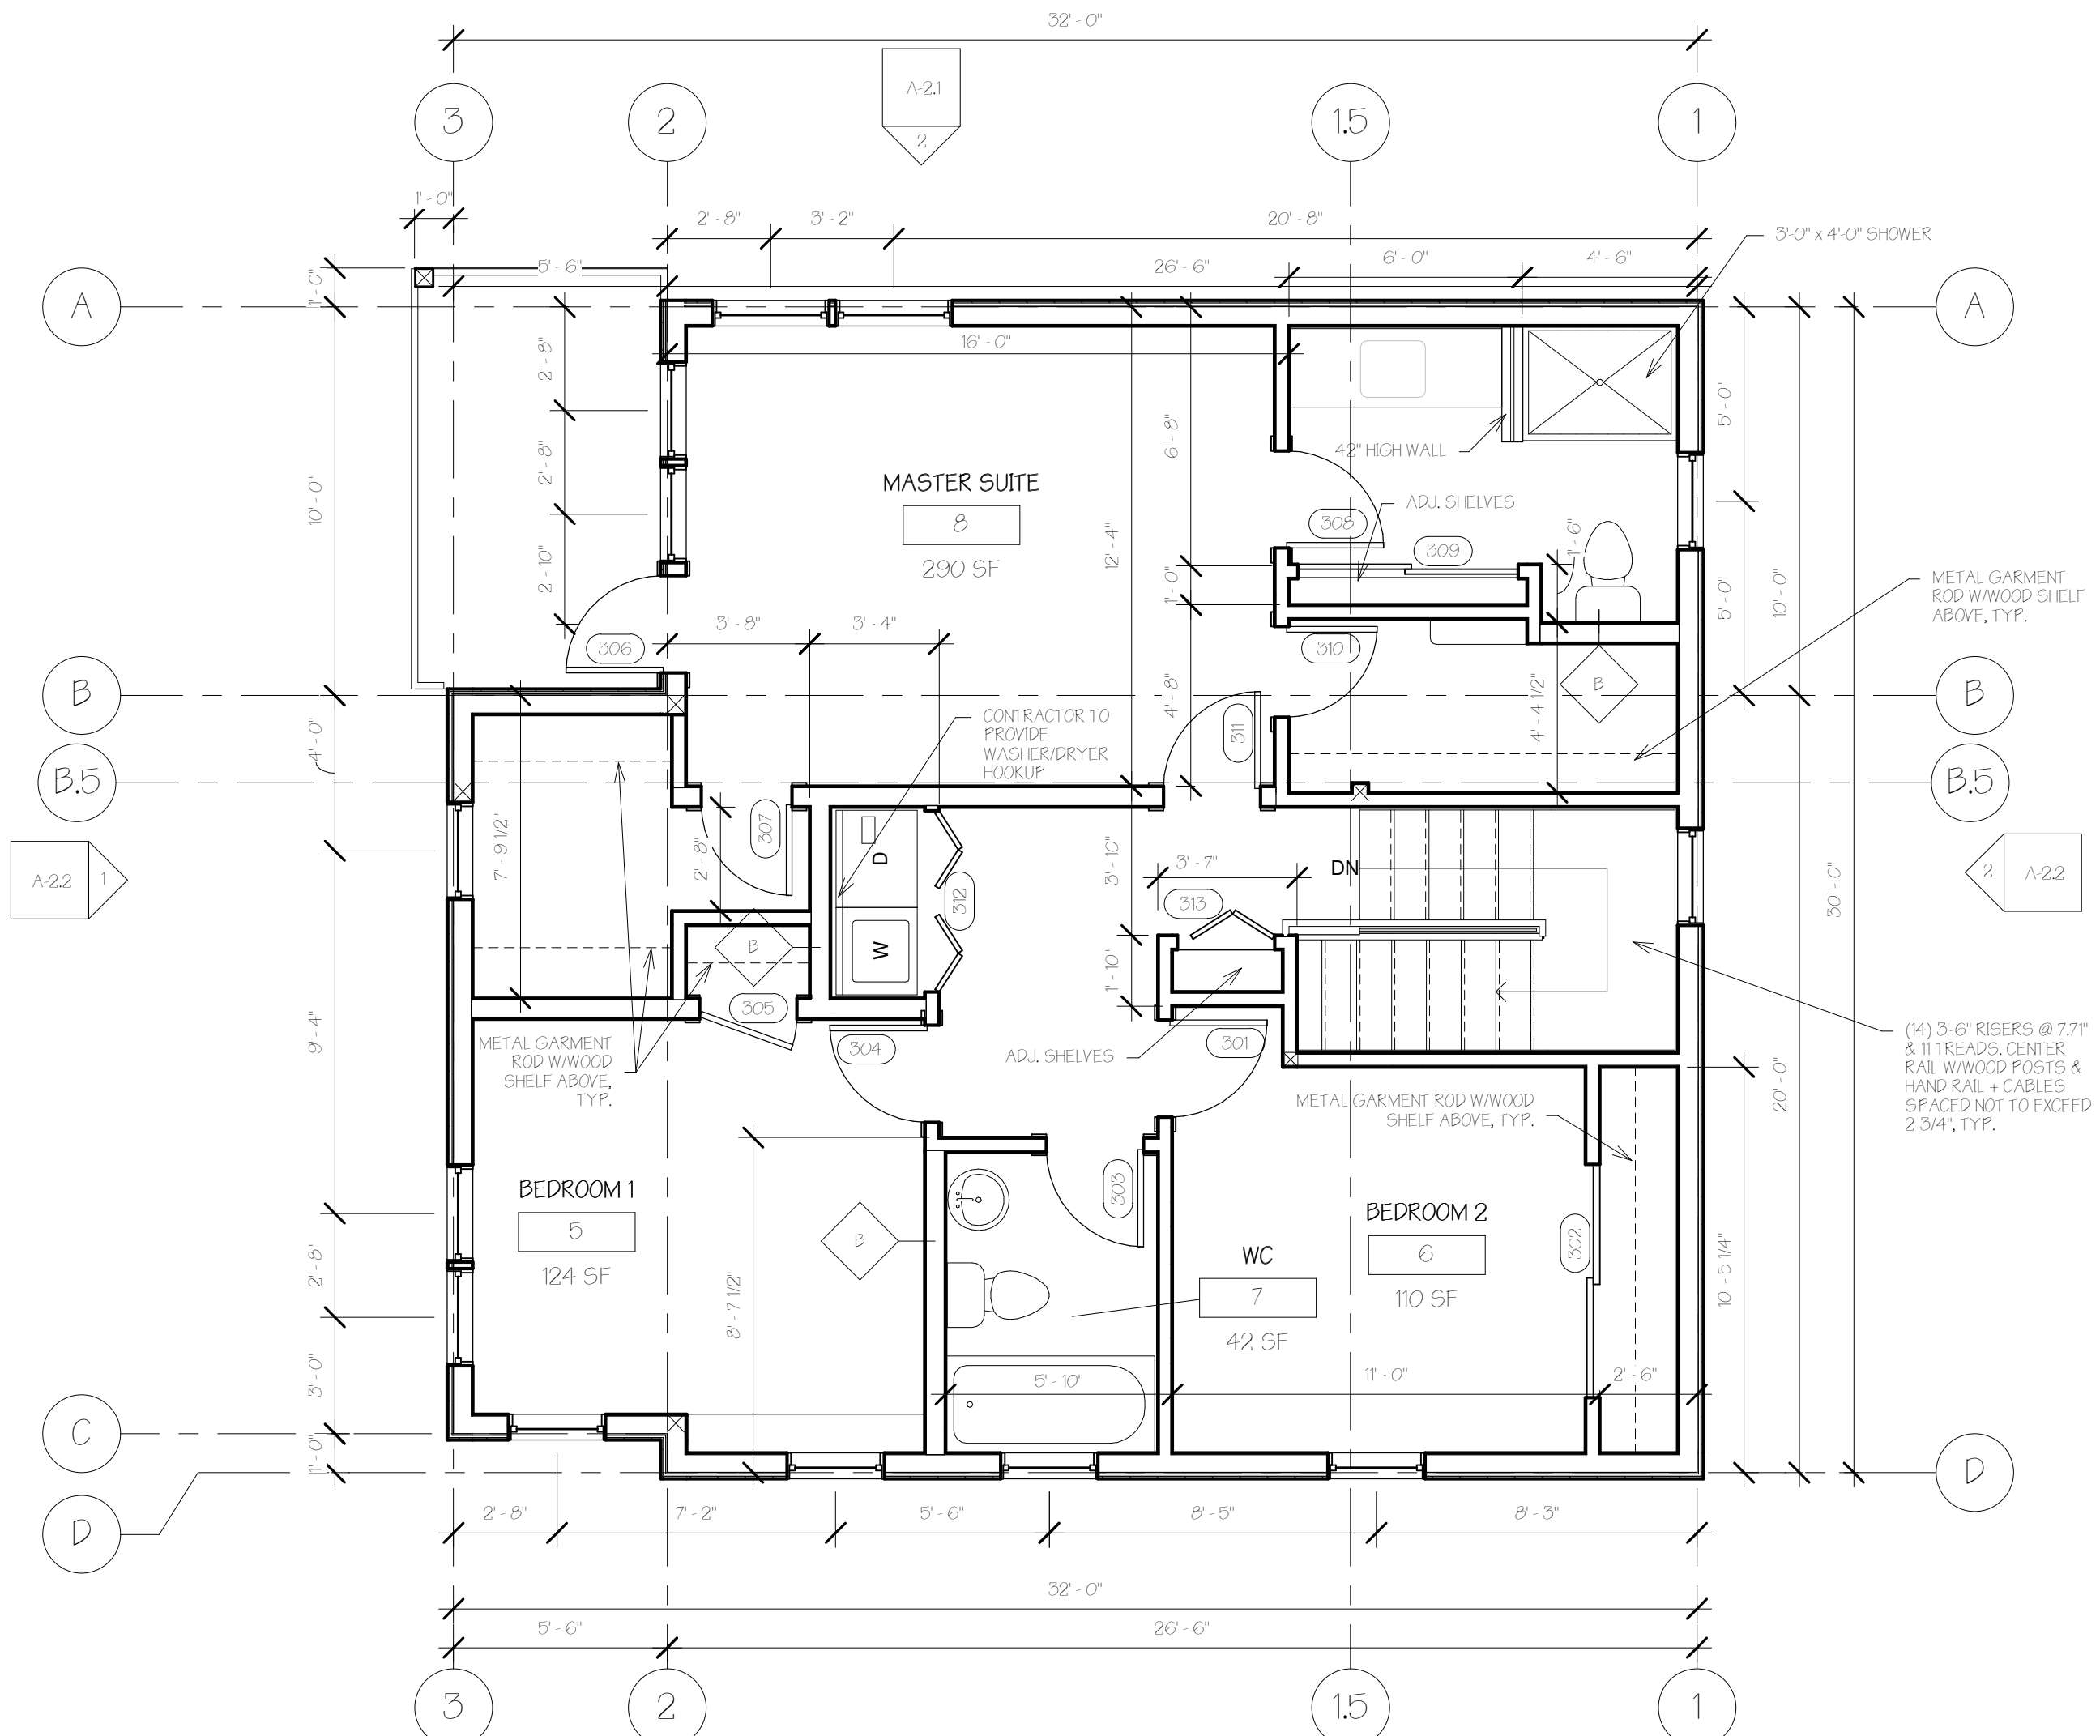 32' - 0"
A-2.1
2
3
2
1.5
1
1' - 0"
2' - 8"
3' - 2"
20' - 8"
3'-0" x 4'-0" SHOWER
5' - 6"
26' - 6"
6' - 0"
4' - 6"
1' - 0"
A
A
16' - 0"
2' - 8"
5' - 0"
6' - 8"
42" HIGH WALL
2' - 8"
10' - 0"
MASTER SUITE
8
290 SF
ADJ. SHELVES
308
309
1' - 6"
12' - 4"
2' - 10"
1' - 0"
5' - 0"
10' - 0"
METAL GARMENT
ROD W/WOOD SHELF
ABOVE, TYP.
3' - 8"
3' - 4"
306
310
B
B
B
4' - 8"
4' - 4 1/2"
311
CONTRACTOR TO
PROVIDE
WASHER/DRYER
HOOKUP
4' - 0"
B.5
B.5
307
2' - 8"
7' - 9 1/2"
D
W
312
3' - 10"
3' - 7"
DN
313
A-2.2
1
2
A-2.2
30' - 0"
B
1' - 10"
305
304
301
ADJ. SHELVES
9' - 4"
METAL GARMENT
ROD W/WOOD
SHELF ABOVE,
TYP.
(14) 3'-6" RISERS @ 7.71"
& 11 TREADS. CENTER
RAIL W/WOOD POSTS &
HAND RAIL + CABLES
SPACED NOT TO EXCEED
2 3/4", TYP.
20' - 0"
METAL GARMENT ROD W/WOOD
SHELF ABOVE, TYP.
BEDROOM 1
5
124 SF
B
303
BEDROOM 2
6
110 SF
302
WC
7
42 SF
2' - 8"
8' - 7 1/2"
10' - 5 1/4"
3' - 0"
5' - 10"
11' - 0"
2' - 6"
C
1' - 0"
D
D
2' - 8"
7' - 2"
5' - 6"
8' - 5"
8' - 3"
32' - 0"
5' - 6"
26' - 6"
3
2
1.5
1